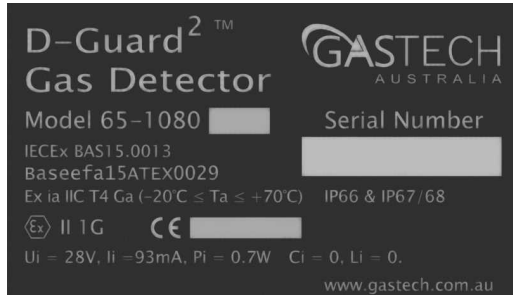 D-Guard² ™
Gas Detector
GASTECH
AUSTRALIA
Model 65-1080
Serial Number
IECEx BAS15.0013
Baseefa15ATEX0029
Ex ia IIC T4 Ga (-20°C ≤ Ta ≤ +70°C)
IP66 & IP67/68
Ex II 1G CE
Ui = 28V, Ii =93mA, Pi = 0.7W Ci = 0, Li = 0.
www.gastech.com.au